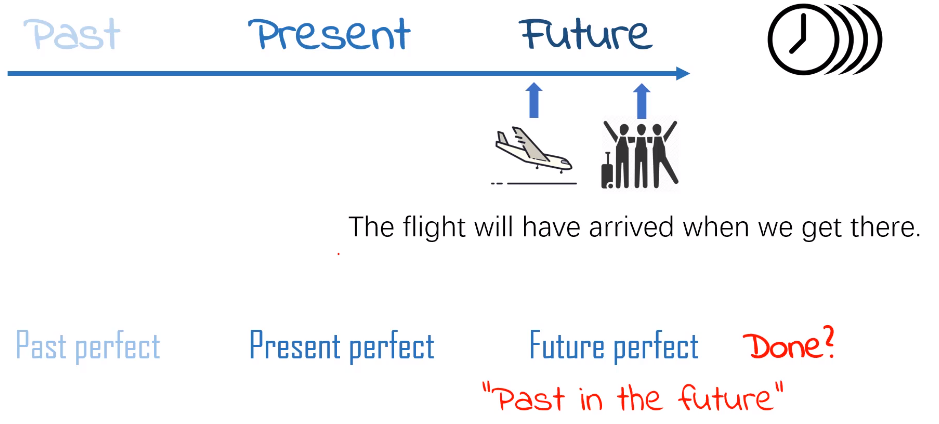 Past Present Future
The flight will have arrived when we get there.
Past perfect Present perfect Future perfect Done?
"Past in the future"